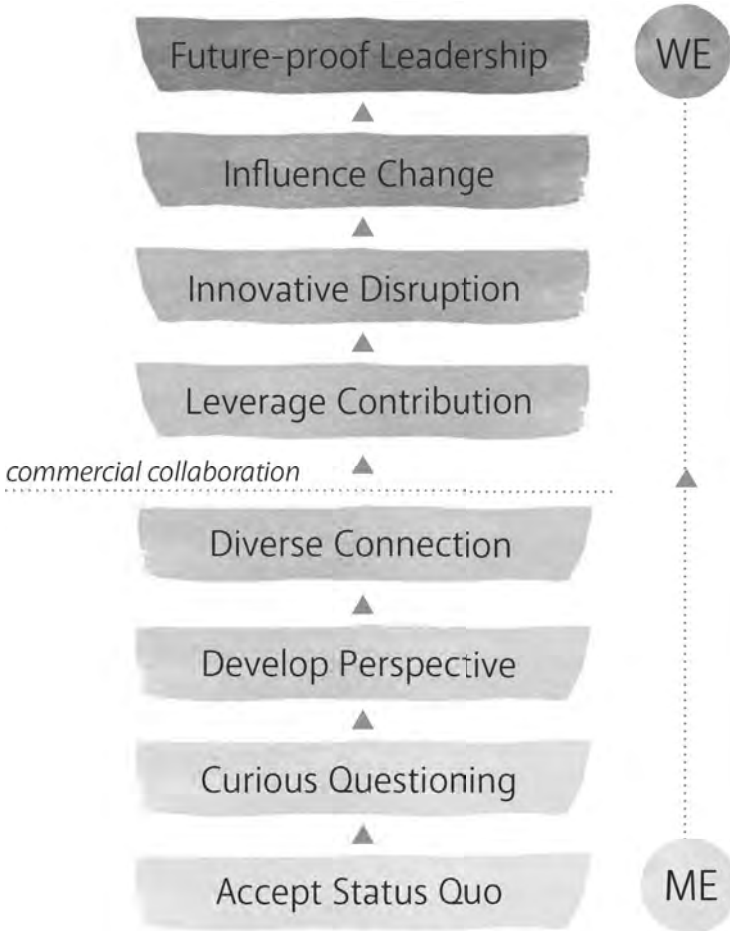 Future-proof Leadership
WE
Influence Change
Innovative Disruption
Leverage Contribution
commercial collaboration
Diverse Connection
Develop Perspective
Curious Questioning
Accept Status Quo
ME